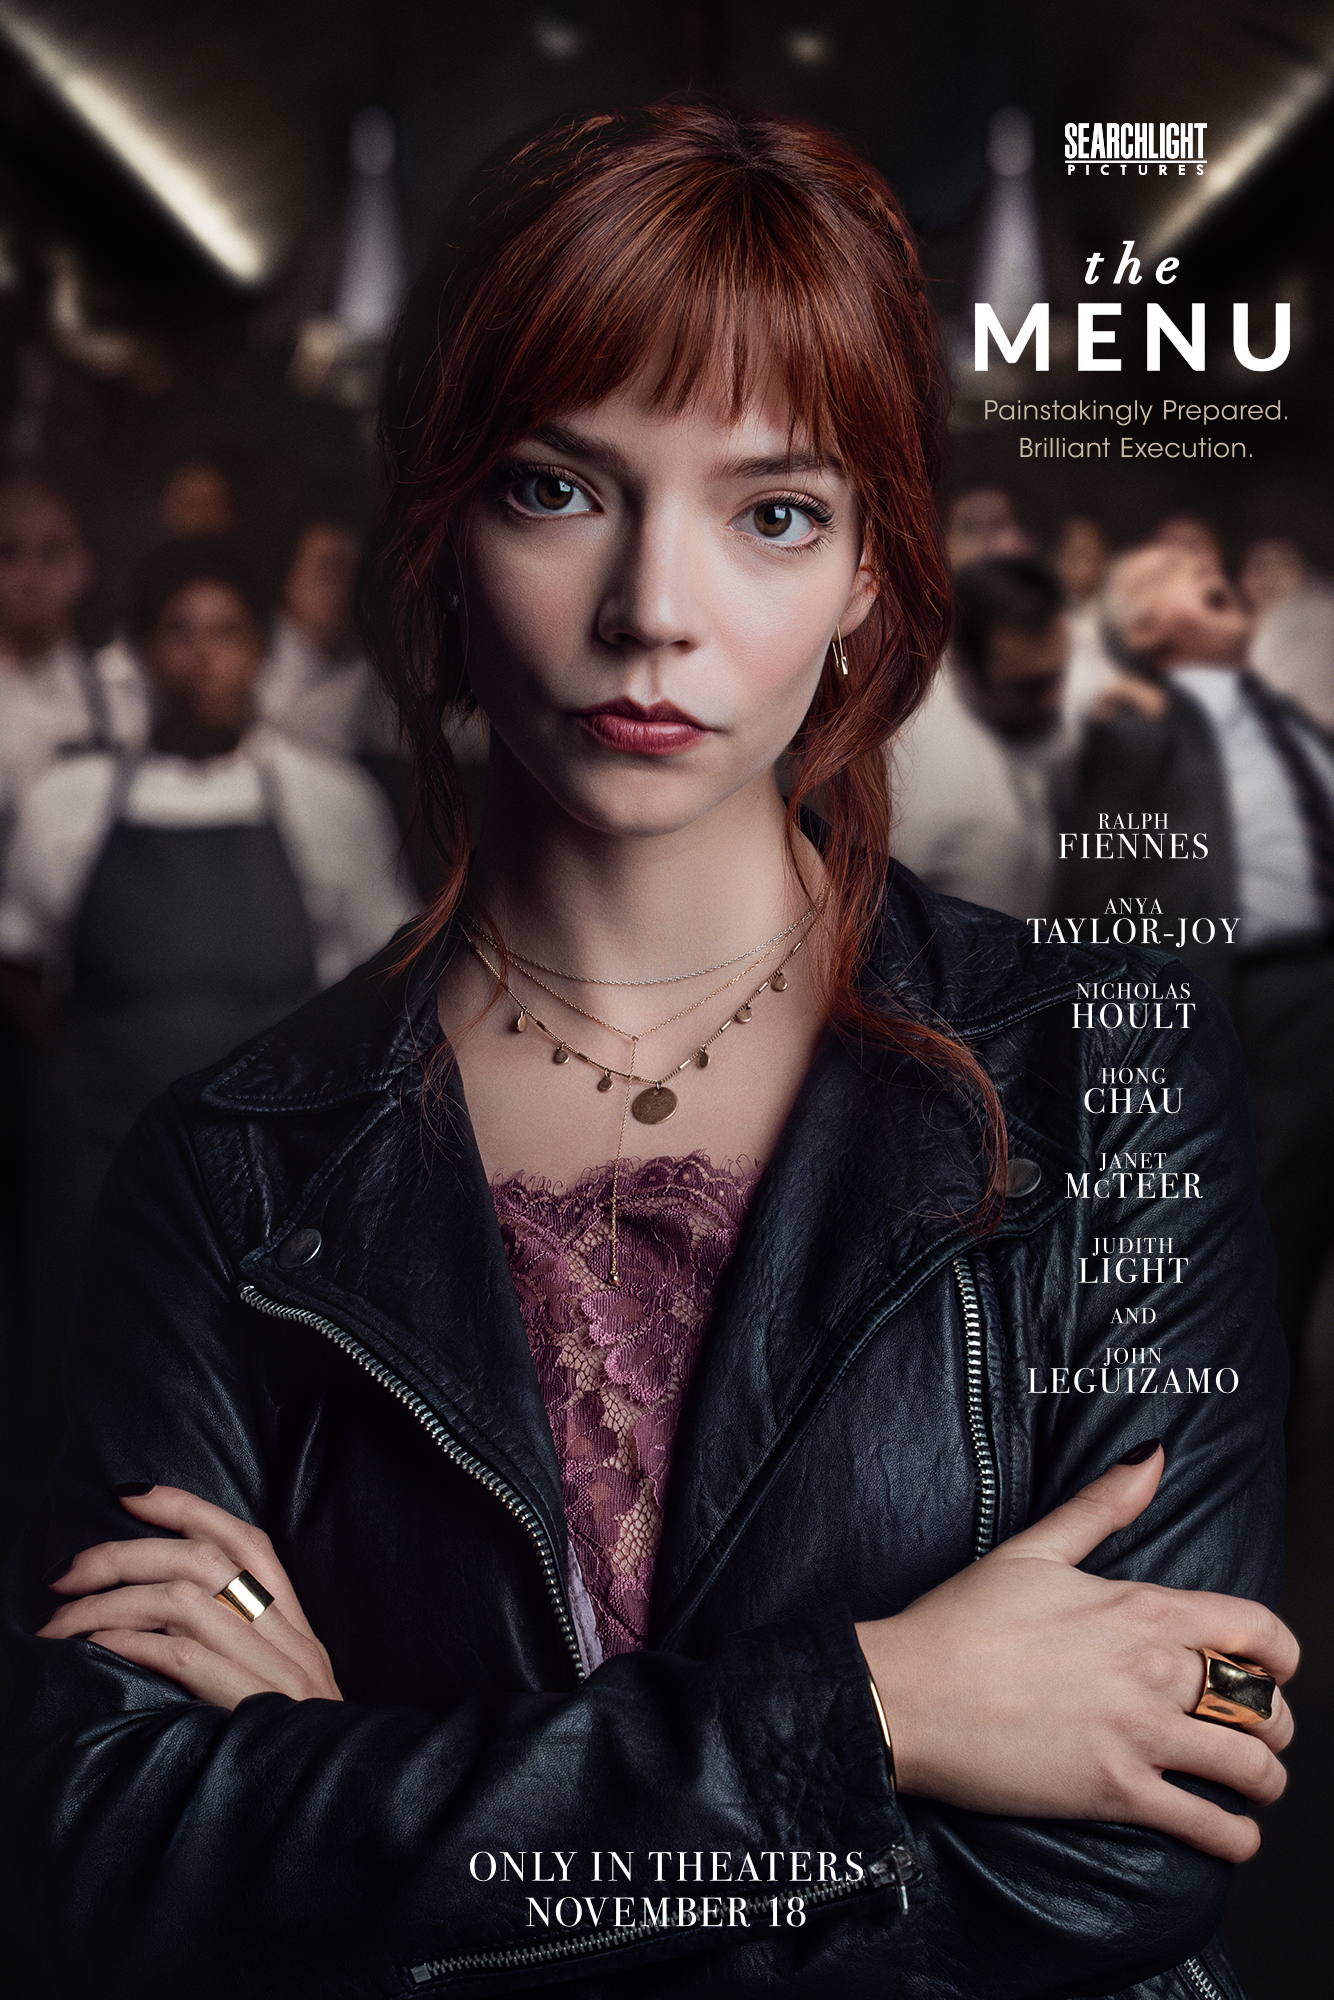 SEARCHLIGHT
PICTURES
the
MENU
Painstakingly Prepared.
Brilliant Execution.
RALPH
FIENNES
ANYA
TAYLOR-JOY
NICHOLAS
HOULT
HONG
CHAU
JANET
McTEER
JUDITH
LIGHT
AND
JOHN
LEGUIZAMO
ONLY IN THEATERS
NOVEMBER 18